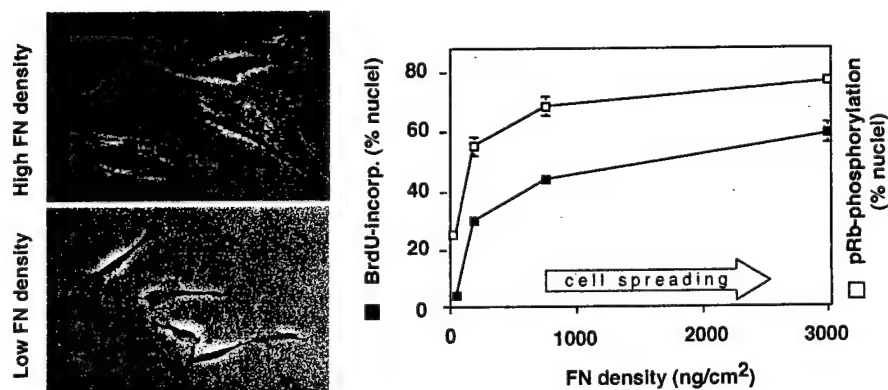 High FN density
Low FN density
■ BrdU-incorp. (% nuclei)
80
60
40
20
0
cell spreading
0
1000
2000
3000
FN density (ng/cm²)
□ pRb-phosphorylation
(% nuclei)